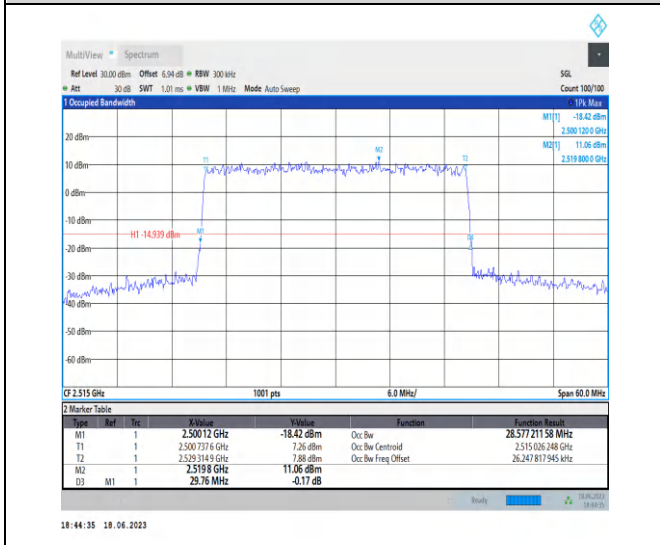 MultiView Spectrum
Ref Level 30.00 dBm Offset 6.94 dB RBW 300 kHz SGL
Att 30 dB SWT 1.01 ms VBW 1 MHz Mode Auto Sweep Count 100/100
1 Occupied Bandwidth 1Pk Max
M1[1] -18.42 dBm
2.500 120 0 GHz
M2[1] 11.06 dBm
2.519 800 0 GHz
20 dBm
M2
T1
T2
10 dBm
0 dBm
-10 dBm
H1 -14.939 dBm
M1
D3
-20 dBm
-30 dBm
-40 dBm
-50 dBm
-60 dBm
CF 2.515 GHz 1001 pts 6.0 MHz/ Span 60.0 MHz
2 Marker Table
Type Ref Trc X-Value Y-Value Function Function Result
M1 1 2.50012 GHz -18.42 dBm Occ Bw 28.577 211 58 MHz
T1 1 2.500 737 6 GHz 7.26 dBm Occ Bw Centroid 2.515 026 248 GHz
T2 1 2.529 314 9 GHz 7.88 dBm Occ Bw Freq Offset 26.247 817 945 kHz
M2 1 2.519 8 GHz 11.06 dBm
D3 M1 1 29.76 MHz -0.17 dB
Ready 18.06.2023
18:44:35
18:44:35 18.06.2023